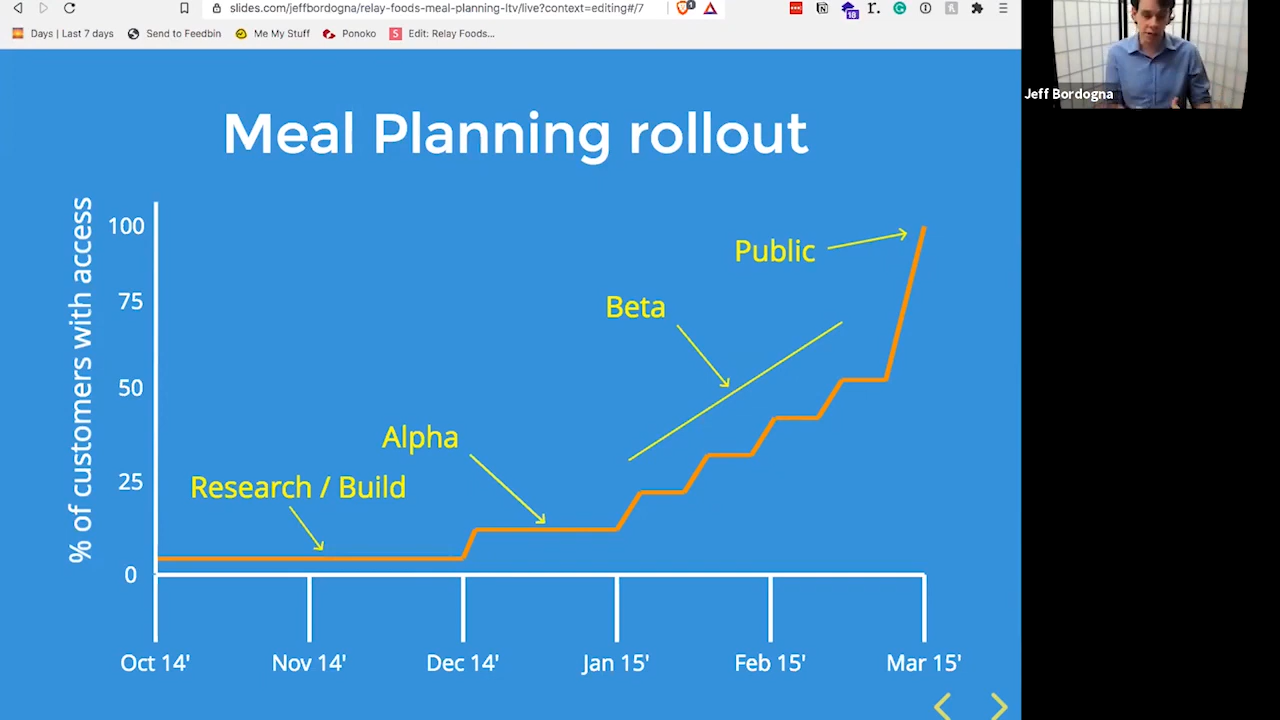 slides.com/jeffbordogna/relay-foods-meal-planning-ltv/live?context=editing#/7
1
18
r.
Days | Last 7 days
Send to Feedbin
Me My Stuff
Ponoko
S
Edit: Relay Foods...
Jeff Bordogna
Meal Planning rollout
% of customers with access
100
75
50
25
0
Public
Beta
Alpha
Research / Build
Oct 14'
Nov 14'
Dec 14'
Jan 15'
Feb 15'
Mar 15'